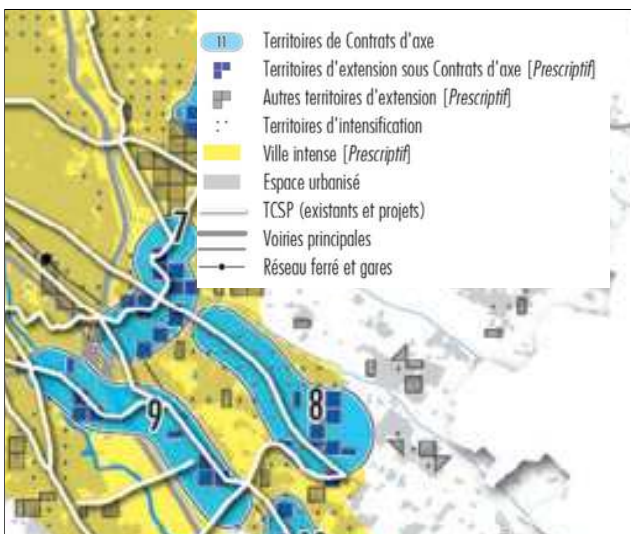 11 Territoires de Contrats d'axe
Territoires d'extension sous Contrats d'axe [Prescriptif]
Autres territoires d'extension [Prescriptif]
Territoires d'intensification
Ville intense [Prescriptif]
Espace urbanisé
TCSP (existants et projets)
Voiries principales
Réseau ferré et gares
7
8
9